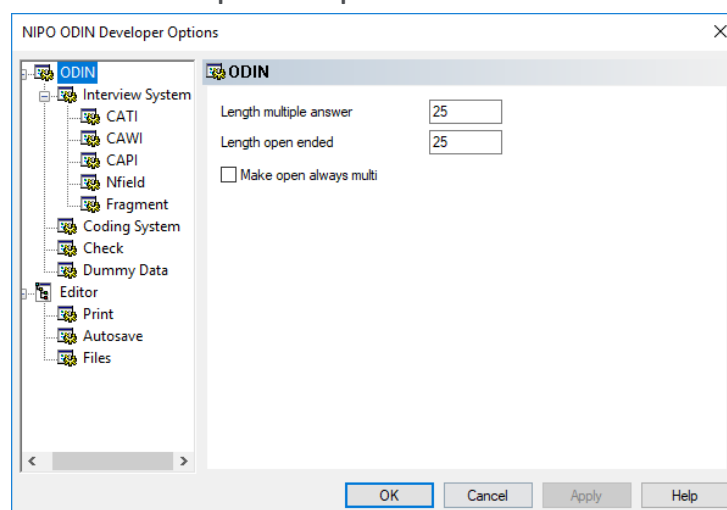 NIPO ODIN Developer Options
ODIN
Interview System
CATI
CAWI
CAPI
Nfield
Fragment
Coding System
Check
Dummy Data
Editor
Print
Autosave
Files
ODIN
Length multiple answer 25
Length open ended 25
Make open always multi
OK Cancel Apply Help